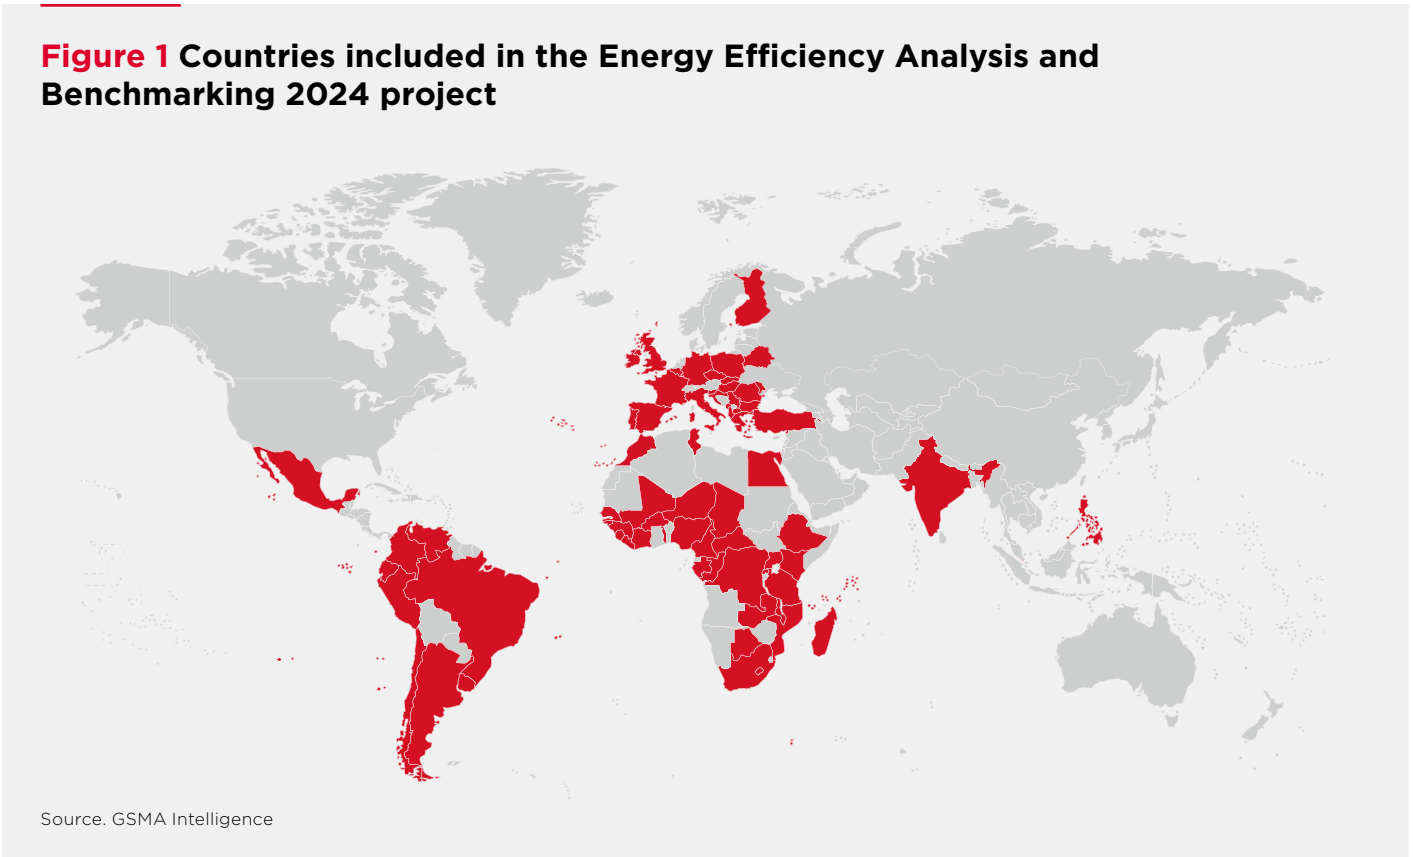 Figure 1 Countries included in the Energy Efficiency Analysis and
Benchmarking 2024 project
Source. GSMA Intelligence